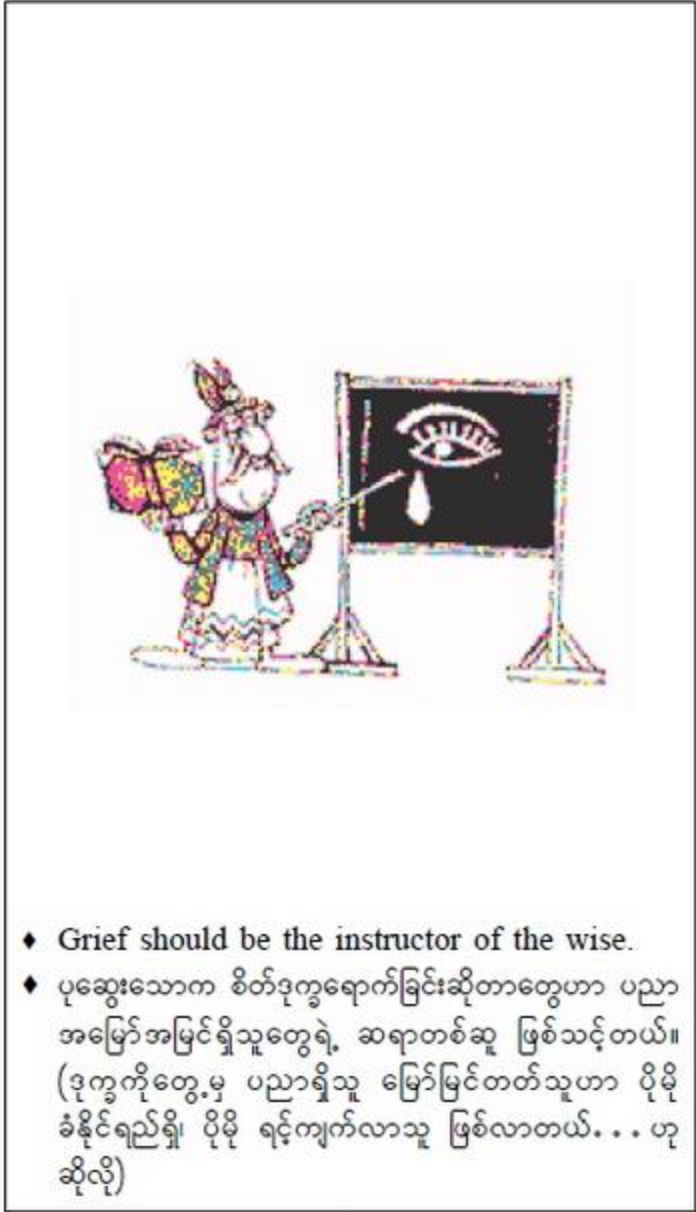 ♦ Grief should be the instructor of the wise.
♦ ပုဆွေးသောက စိတ်ဒုက္ခရောက်ခြင်းဆိုတာတွေဟာ ပညာ
အမြော်အမြင်ရှိသူတွေရဲ့ ဆရာတစ်ဆူ ဖြစ်သင့်တယ်။
(ဒုက္ခကိုတွေ့မှ ပညာရှိသူ မြော်မြင်တတ်သူဟာ ပိုမို
ခံနိုင်ရည်ရှိ၊ ပိုမို ရင့်ကျက်လာသူ ဖြစ်လာတယ်. . . ဟု
ဆိုလို)